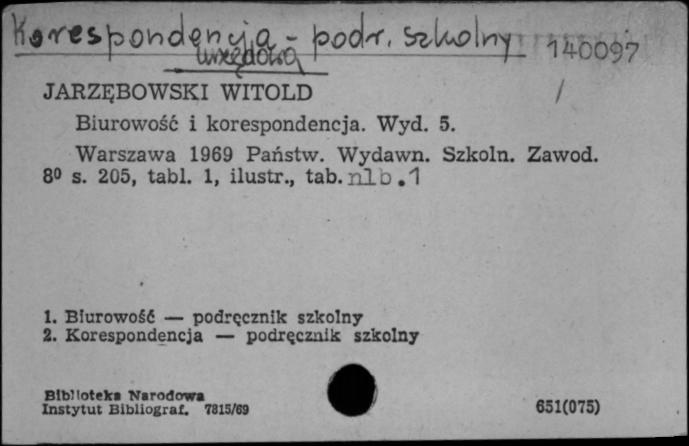 Korespondencja - podr. szkolny
urzędowa
140097
/
JARZĘBOWSKI WITOLD
Biurowość i korespondencja. Wyd. 5.
Warszawa 1969 Państw. Wydawn. Szkoln. Zawod.
8⁰ s. 205, tabl. 1, ilustr., tab. nlb.1
1. Biurowość — podręcznik szkolny
2. Korespondencja — podręcznik szkolny
Biblioteka Narodowa
Instytut Bibliograf. 7815/69
651(075)